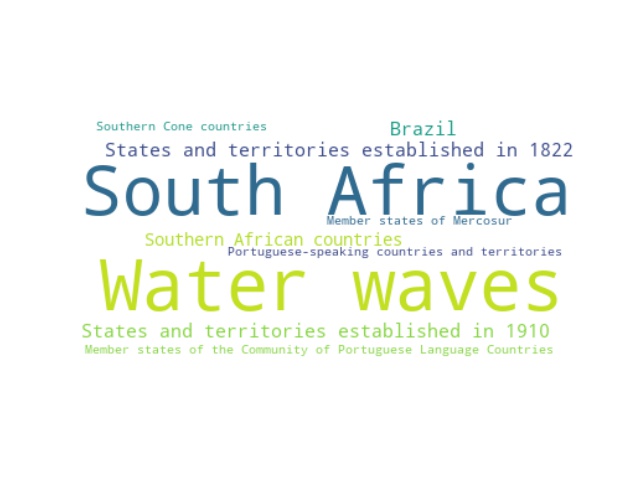 Southern Cone countries
Brazil
States and territories established in 1822
South Africa
Member states of Mercosur
Southern African countries
Portuguese-speaking countries and territories
Water waves
States and territories established in 1910
Member states of the Community of Portuguese Language Countries